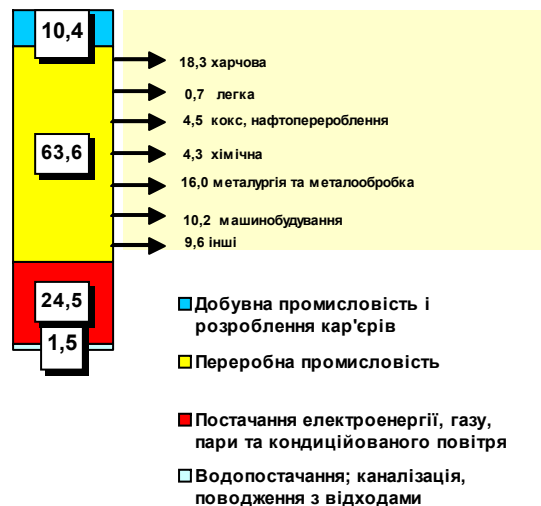 10,4
18,3 харчова
0,7 легка
4,5 кокс, нафтоперероблення
63,6
4,3 хімічна
16,0 металургія та металообробка
10,2 машинобудування
9,6 інші
24,5
1,5
Добувна промисловість і
розроблення кар'єрів
Переробна промисловість
Постачання електроенергії, газу,
пари та кондиційованого повітря
Водопостачання; каналізація,
поводження з відходами